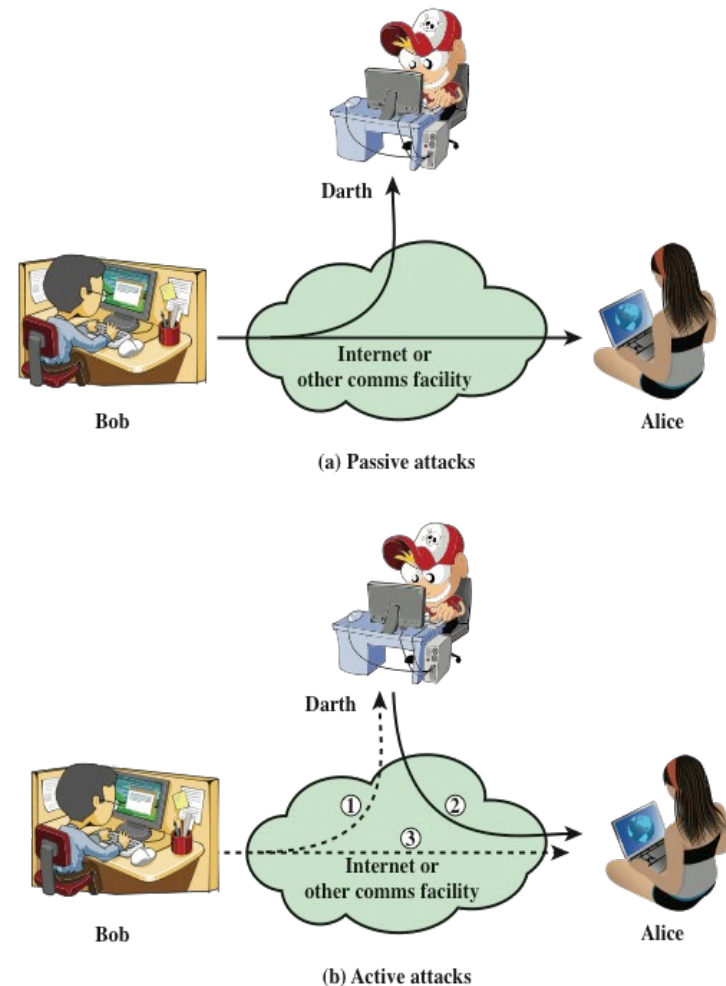 Darth
Internet or
other comms facility
Bob
Alice
(a) Passive attacks
Darth
1
2
3
Internet or
other comms facility
Bob
Alice
(b) Active attacks